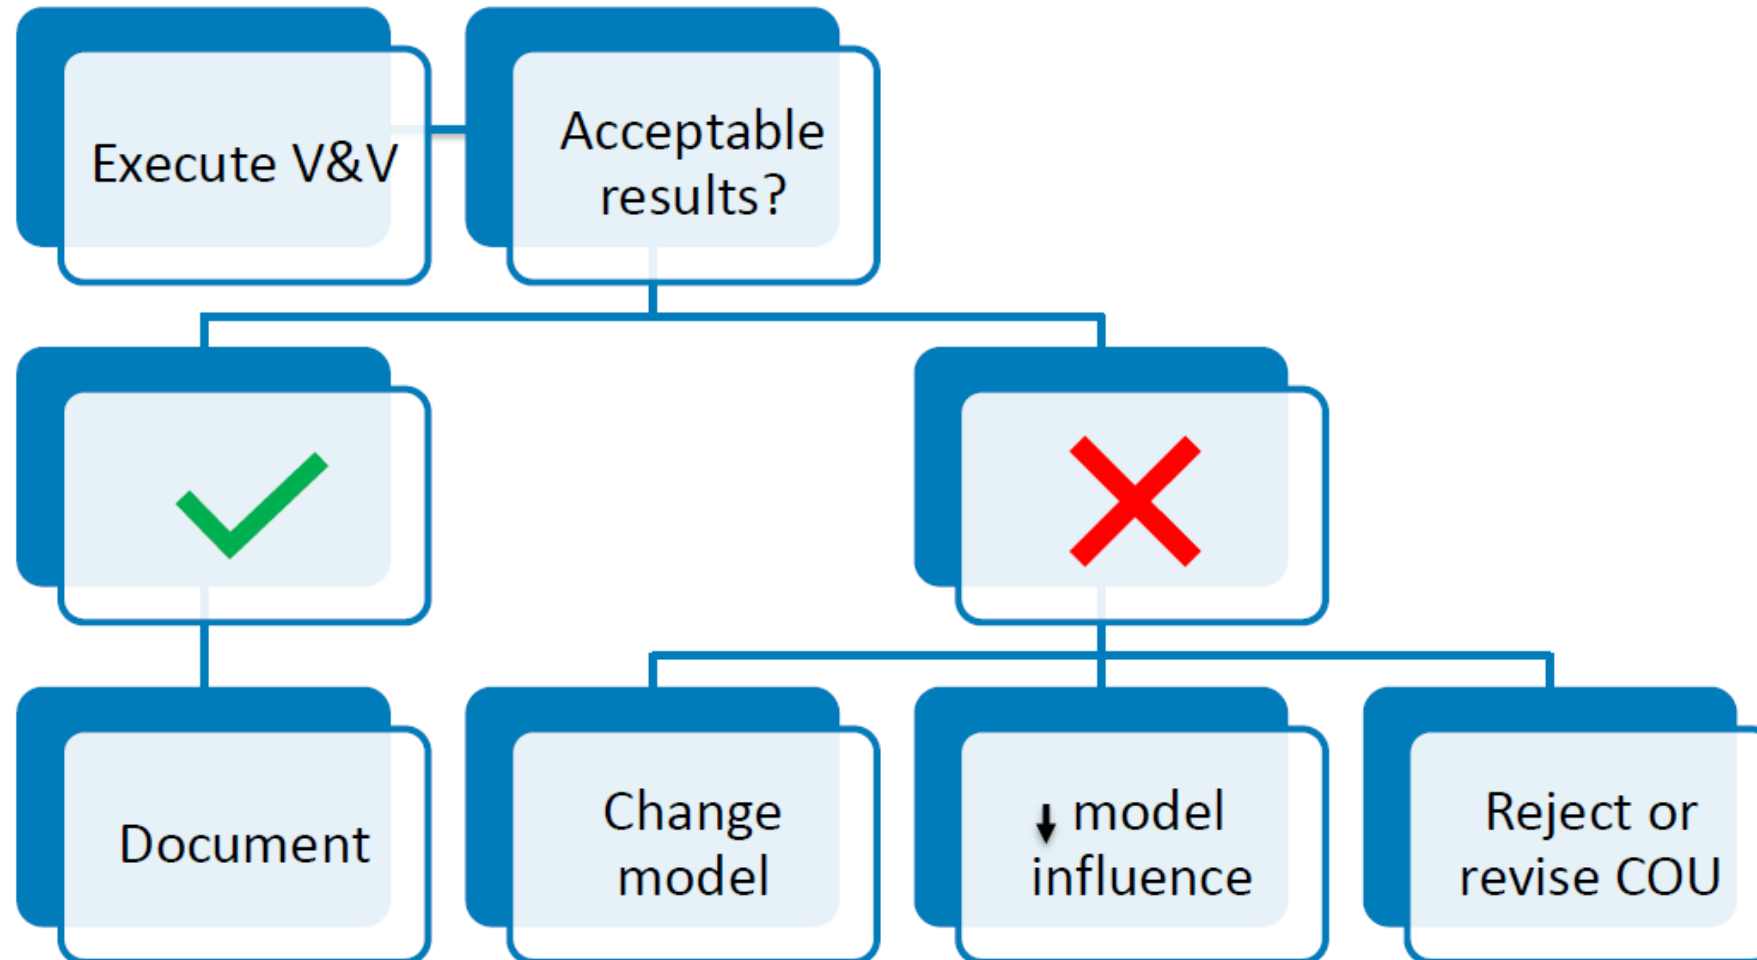 Execute V&V
Acceptable
results?
Document
Change
model
↓ model
influence
Reject or
revise COU